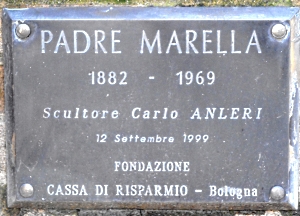 PADRE MARELLA
1882 - 1969
Scultore Carlo ANLERI
12 Settembre 1999
FONDAZIONE
CASSA DI RISPARMIO - Bologna